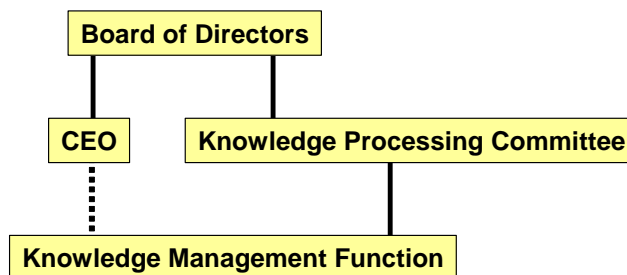 Board of Directors
CEO
Knowledge Processing Committee
Knowledge Management Function